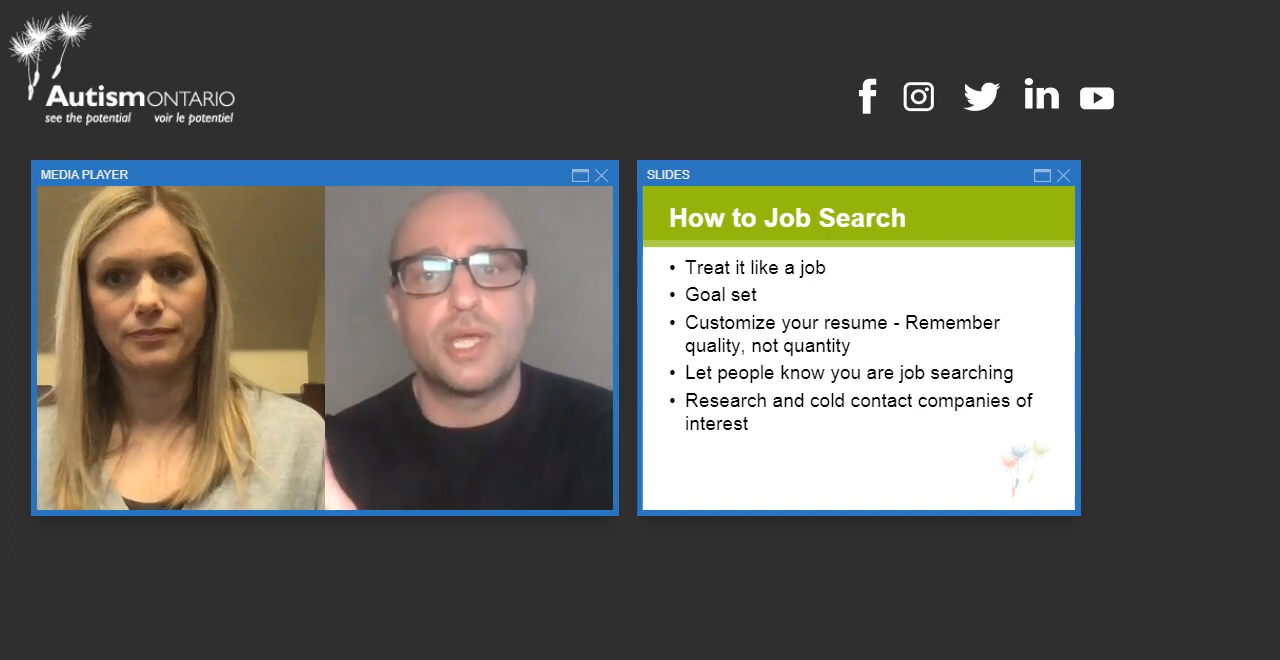 Autism ONTARIO
see the potential voir le potentiel
MEDIA PLAYER
SLIDES
How to Job Search
• Treat it like a job
• Goal set
• Customize your resume - Remember
quality, not quantity
• Let people know you are job searching
• Research and cold contact companies of
interest